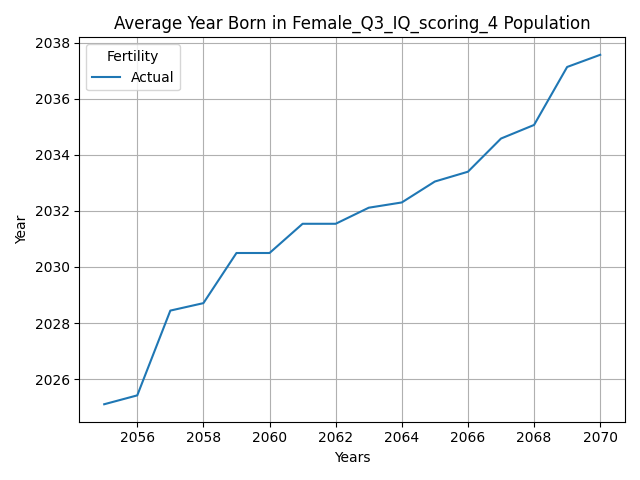 Average Year Born in Female_Q3_IQ_scoring_4 Population
Fertility
Actual
2038
2036
2034
2032
2030
2028
2026
Year
2056 2058 2060 2062 2064 2066 2068 2070
Years